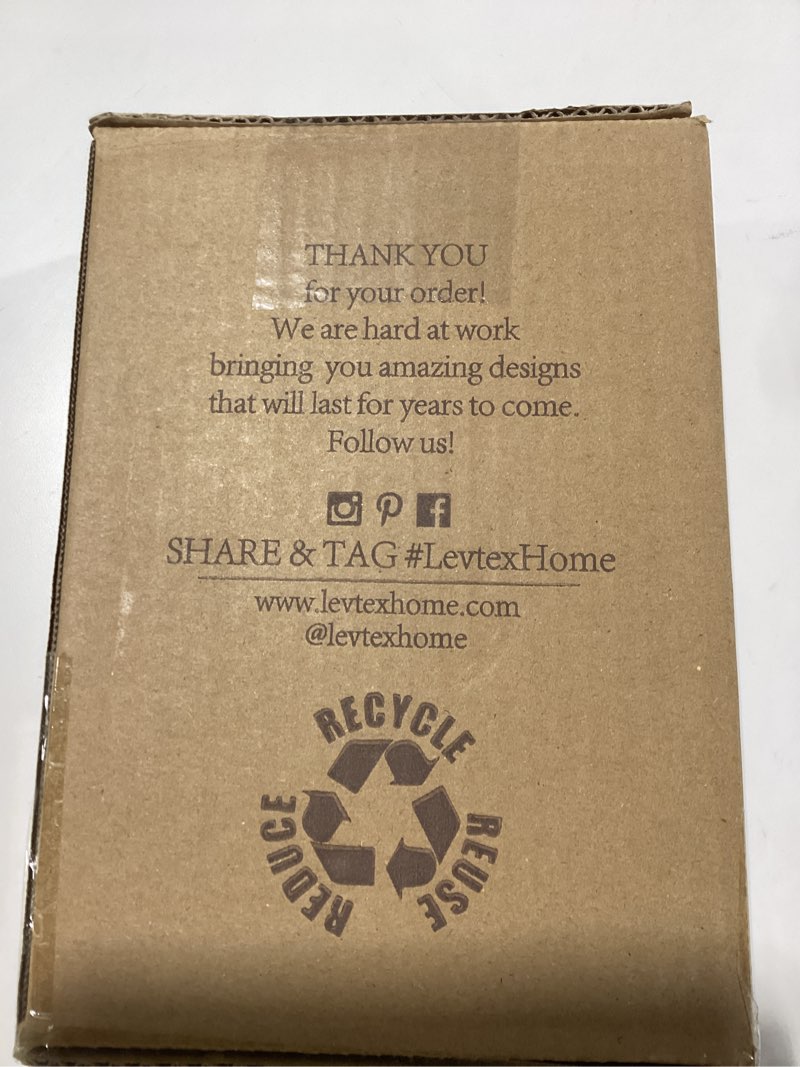 THANK YOU
for your order!
We are hard at work
bringing you amazing designs
that will last for years to come.
Follow us!
SHARE & TAG #LevtexHome
www.levtexhome.com
@levtexhome
RECYCLE
REUSE
REDUCE